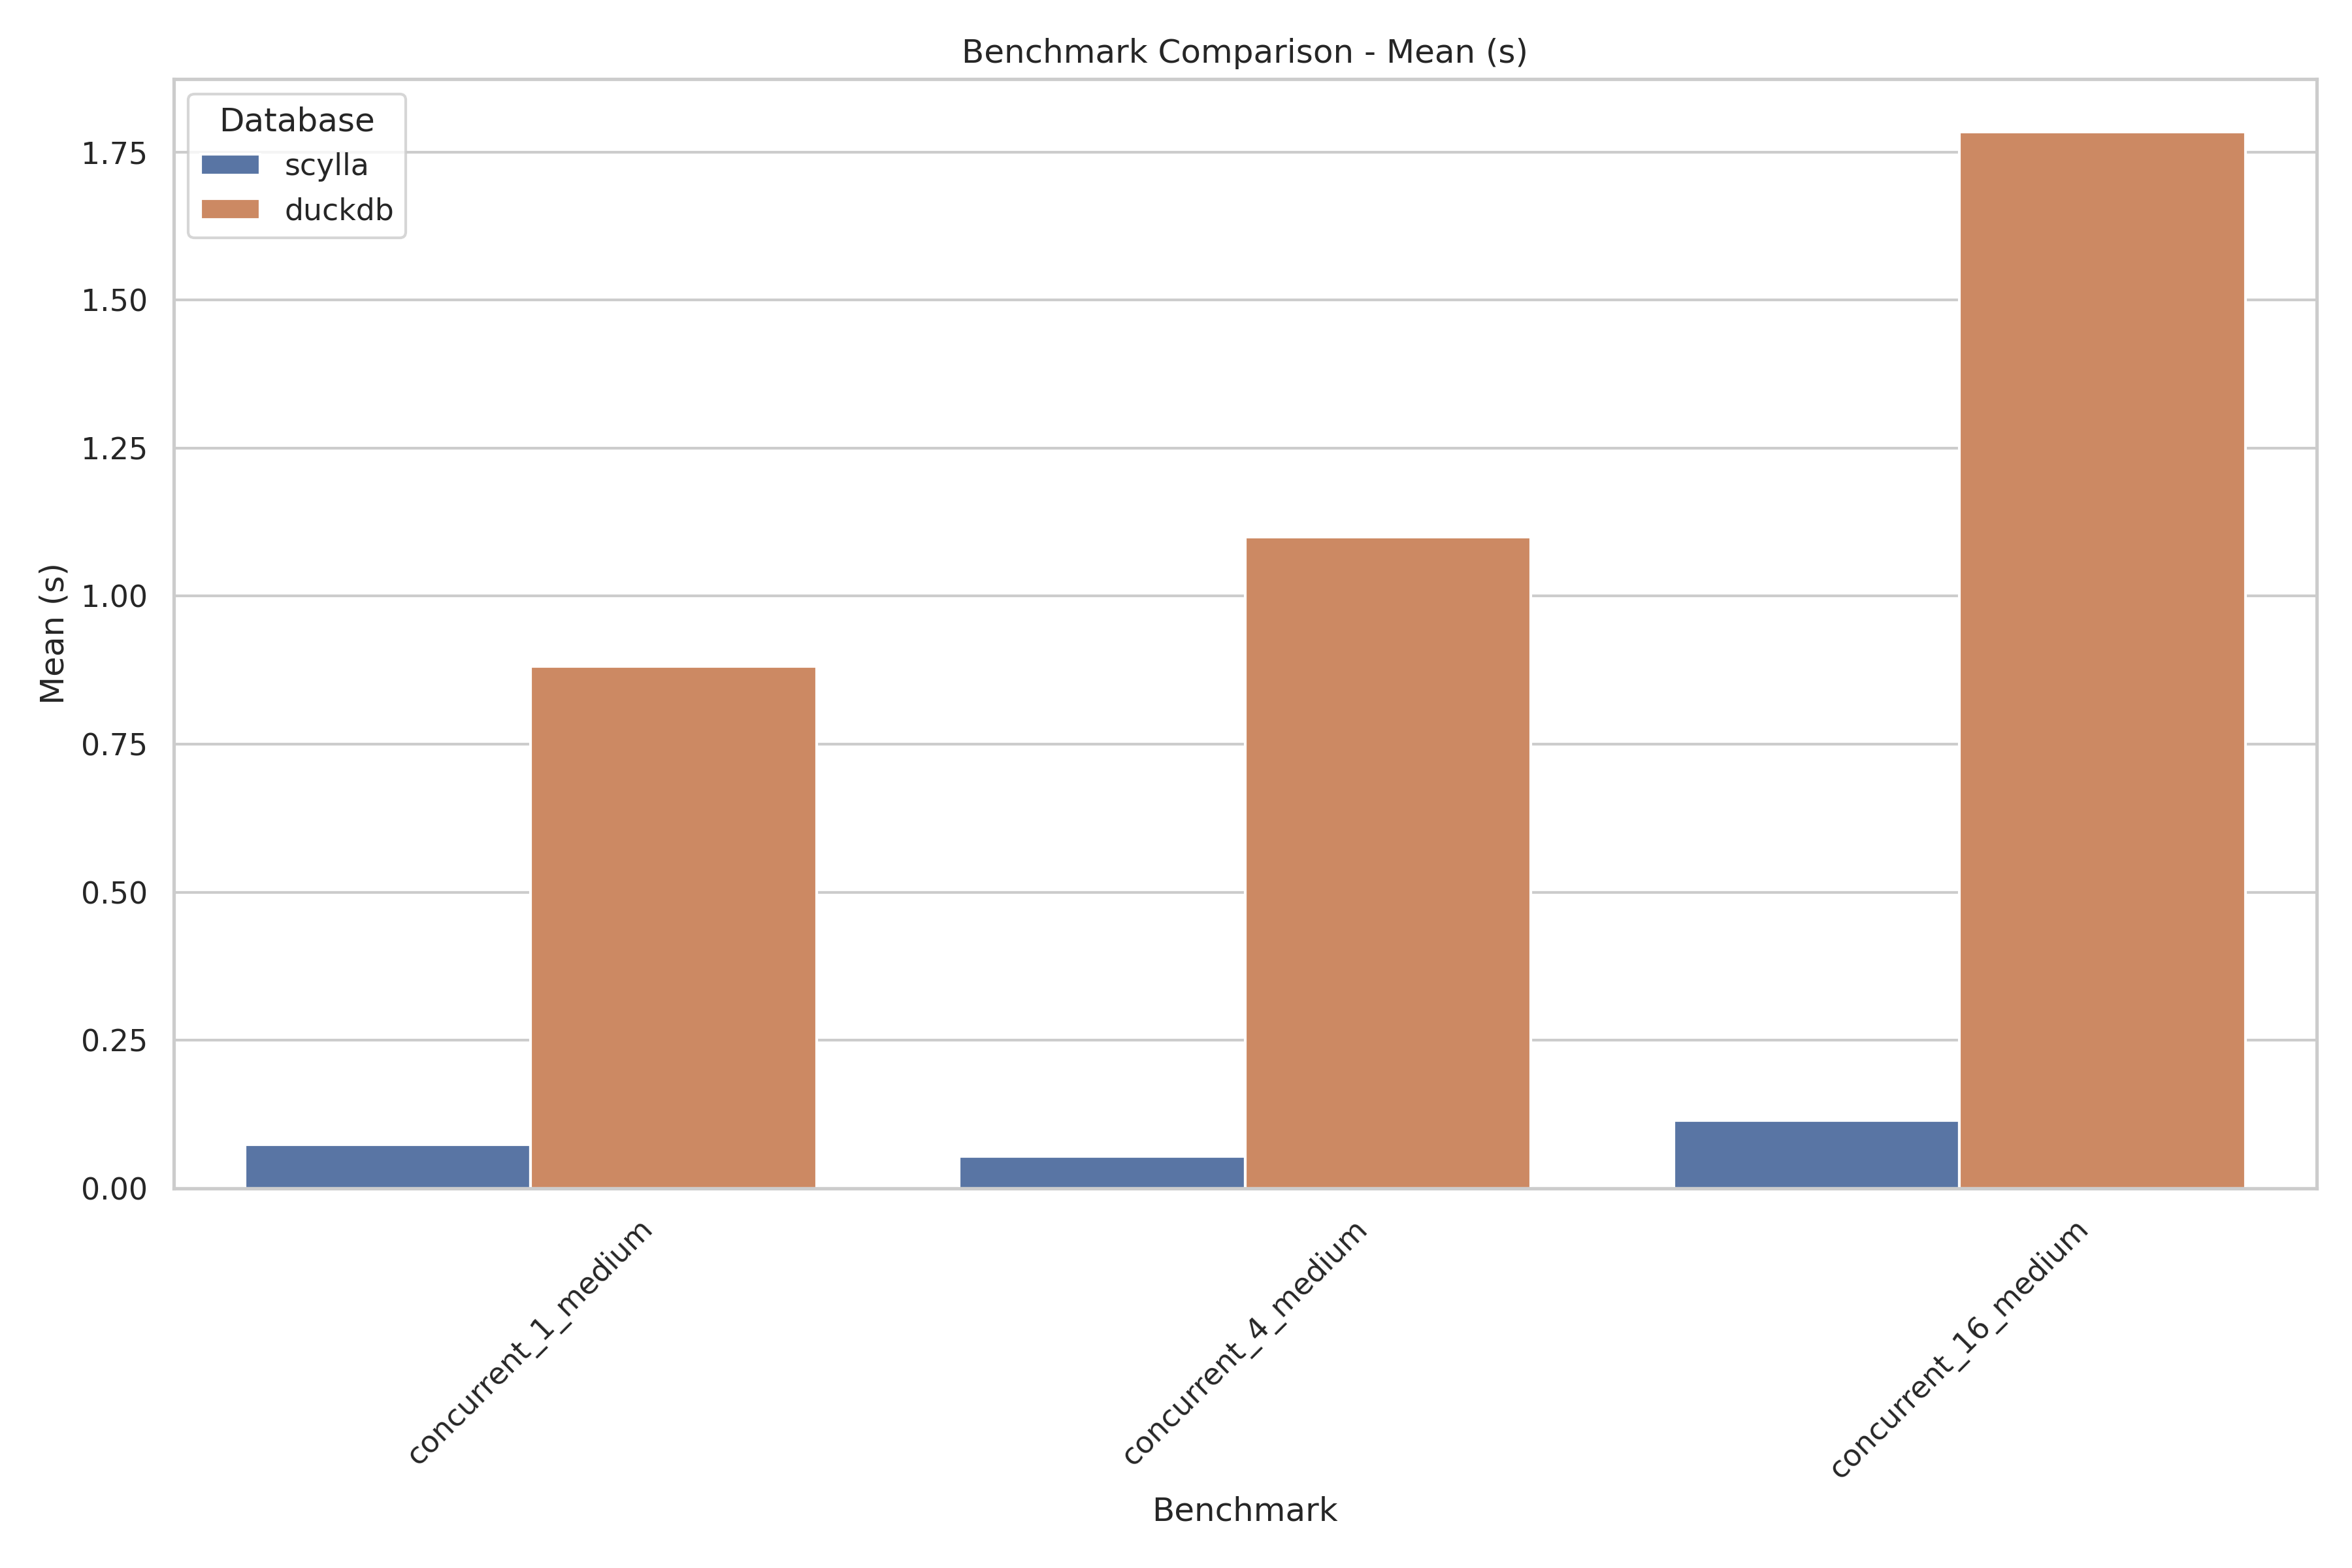 Benchmark Comparison - Mean (s)
Database
scylla
duckdb
Mean (s)
1.75
1.50
1.25
1.00
0.75
0.50
0.25
0.00
concurrent_1_medium
concurrent_4_medium
concurrent_16_medium
Benchmark